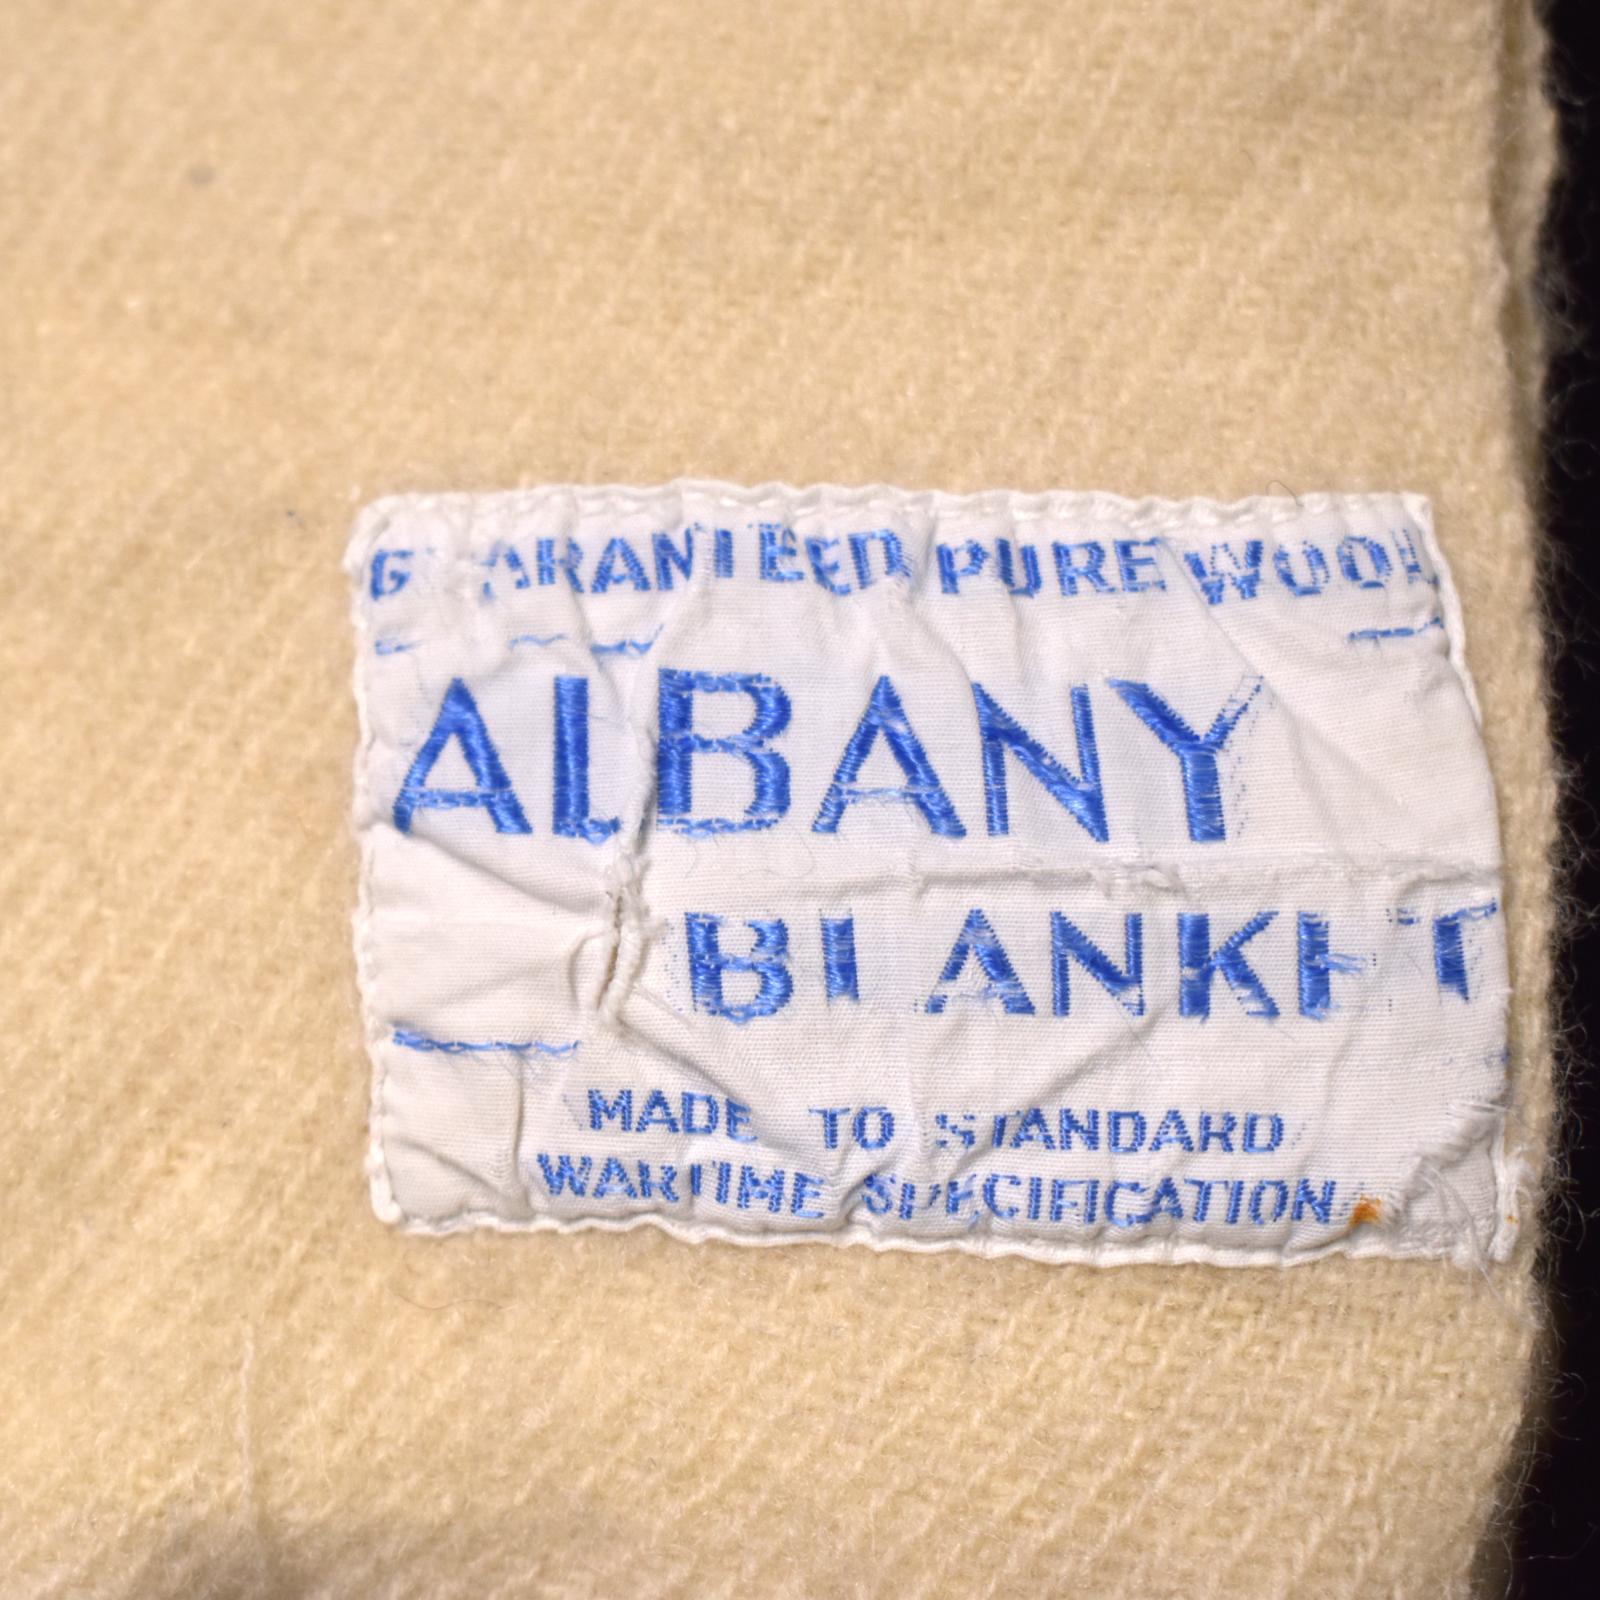 GUARANTEED PURE WOOL
ALBANY
BLANKET
MADE TO STANDARD
WARTIME SPECIFICATION